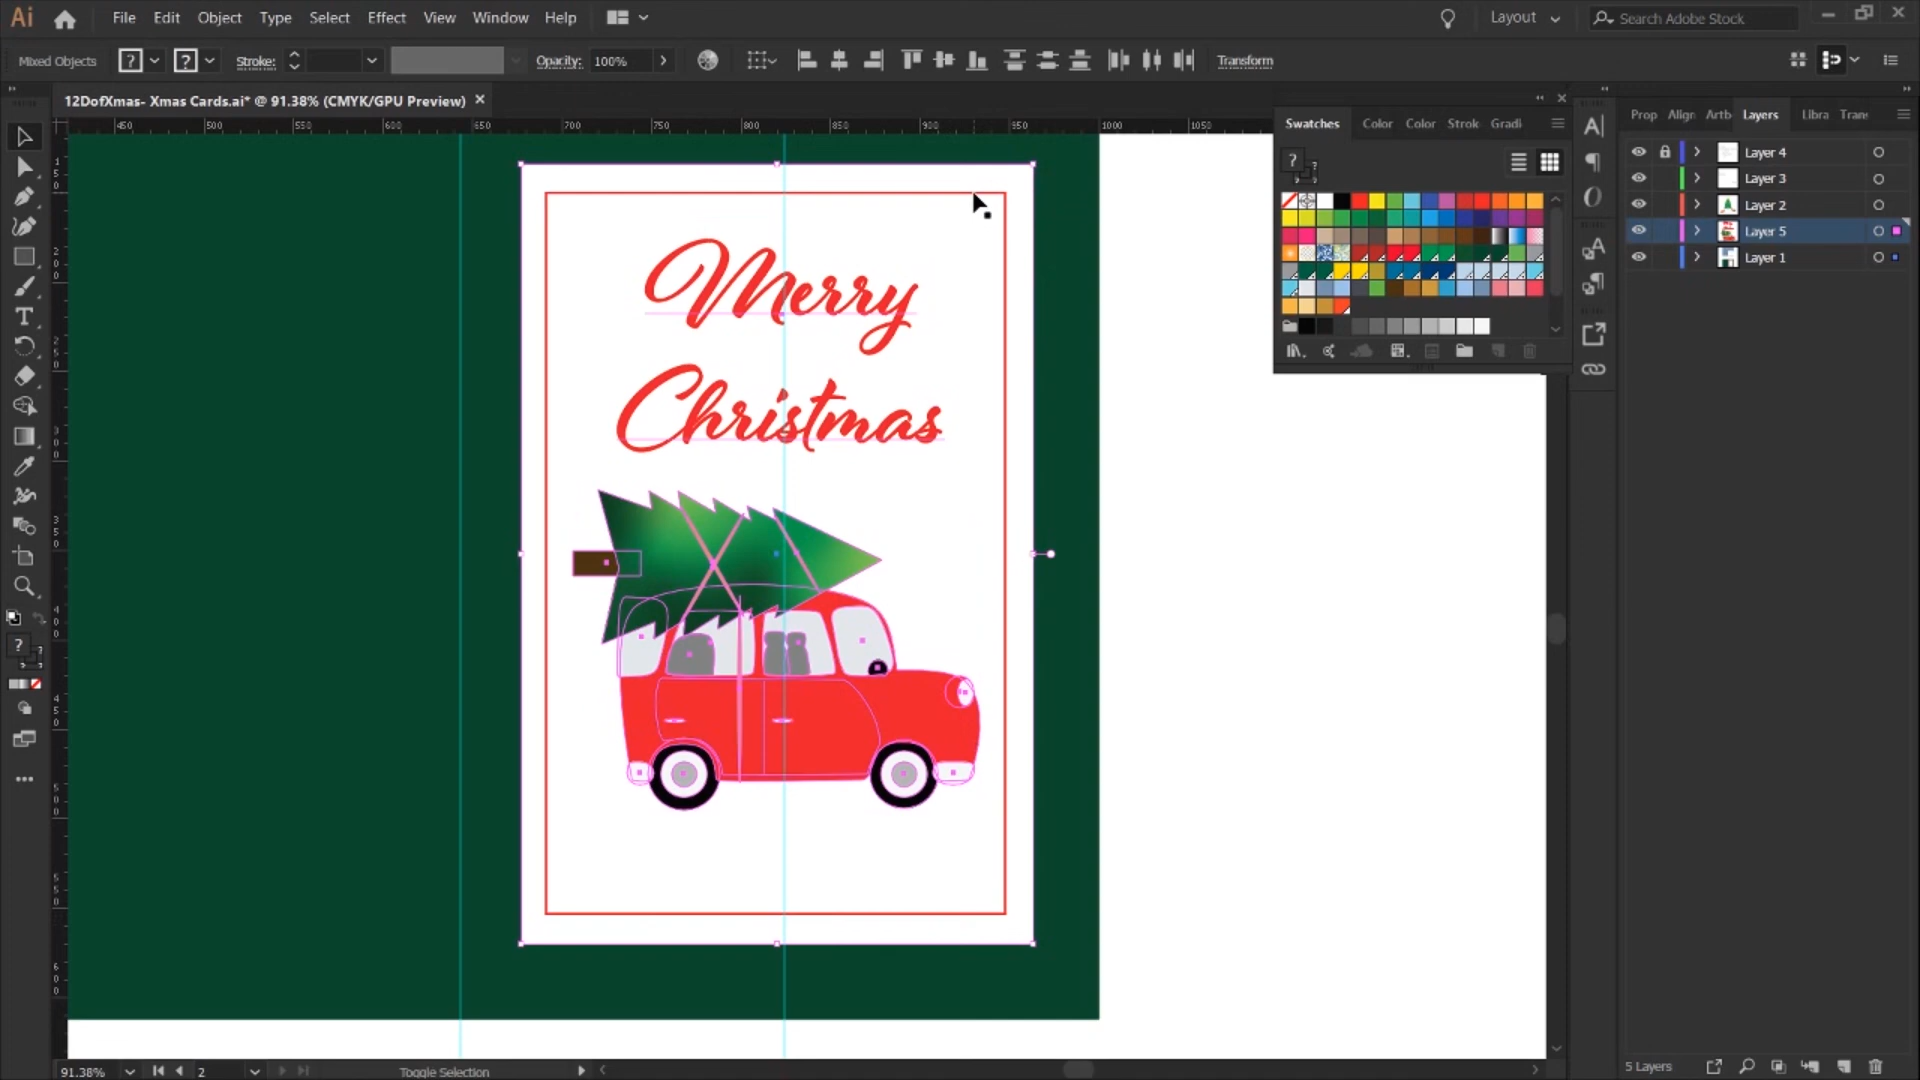 Ai File Edit Object Type Select Effect View Window Help Layout Search Adobe Stock
Mixed Objects ? ? Stroke: Opacity: 100% Transform
12DofXmas- Xmas Cards.ai* @ 91.38% (CMYK/GPU Preview)
450 500 550 600 650 700 750 800 850 900 950 1000 1050
Swatches Color Color Strok Gradi
Prop Align Artb Layers Libra Trans
Layer 4
Layer 3
Layer 2
Layer 5
Layer 1
Merry
Christmas
91.38% 2 Toggle Selection
5 Layers